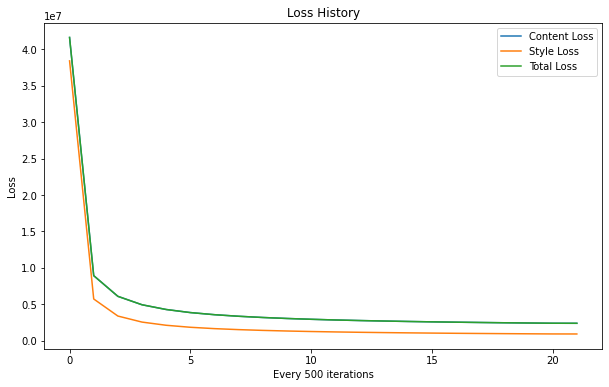 Loss History
1e7
Content Loss
Style Loss
Total Loss
4.0
3.5
3.0
2.5
2.0
1.5
1.0
0.5
0.0
Loss
0 5 10 15 20
Every 500 iterations